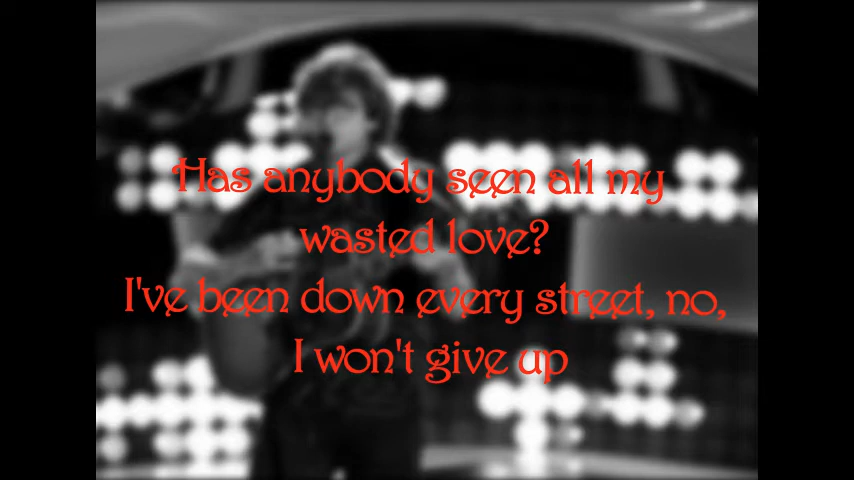 Has anybody seen all my
wasted love?
I've been down every street, no,
I won't give up